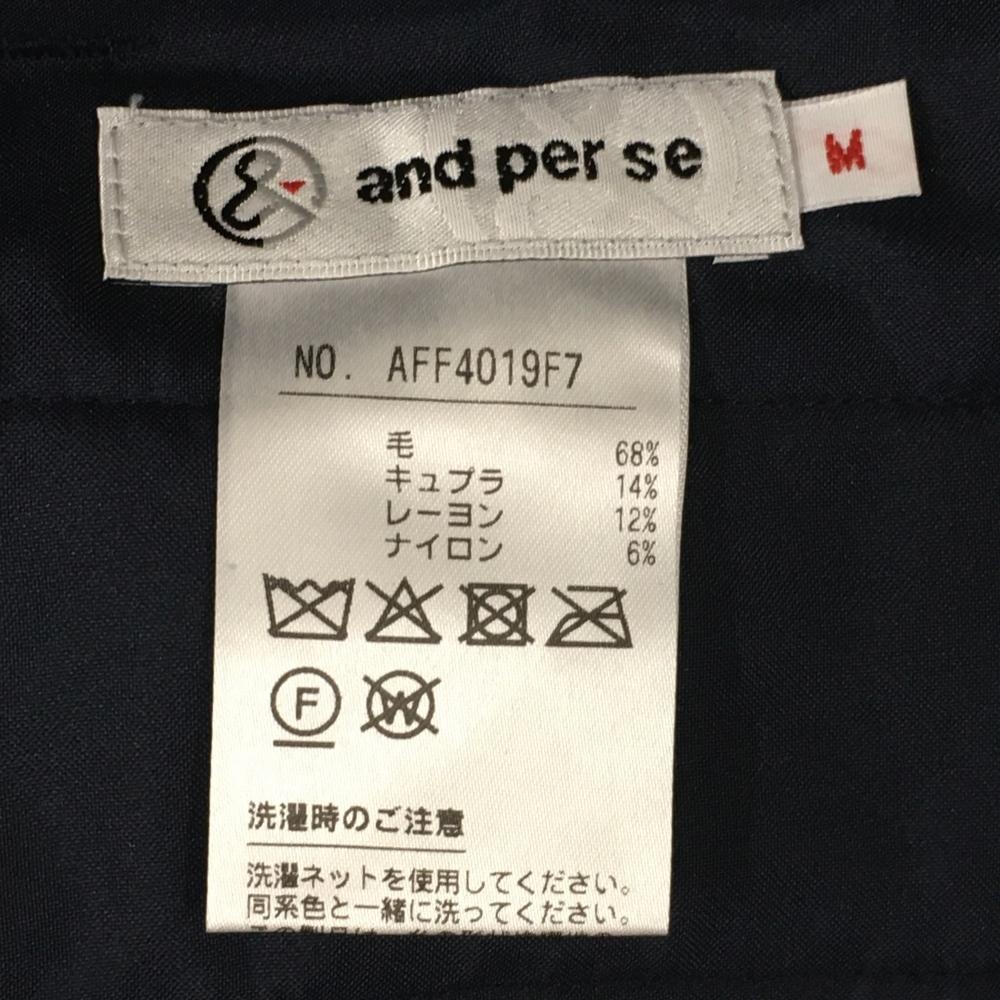 and per se
M
NO. AFF4019F7
毛 68%
キュプラ 14%
レーヨン 12%
ナイロン 6%
F
W
洗濯時のご注意
洗濯ネットを使用してください。
同系色と一緒に洗ってください。